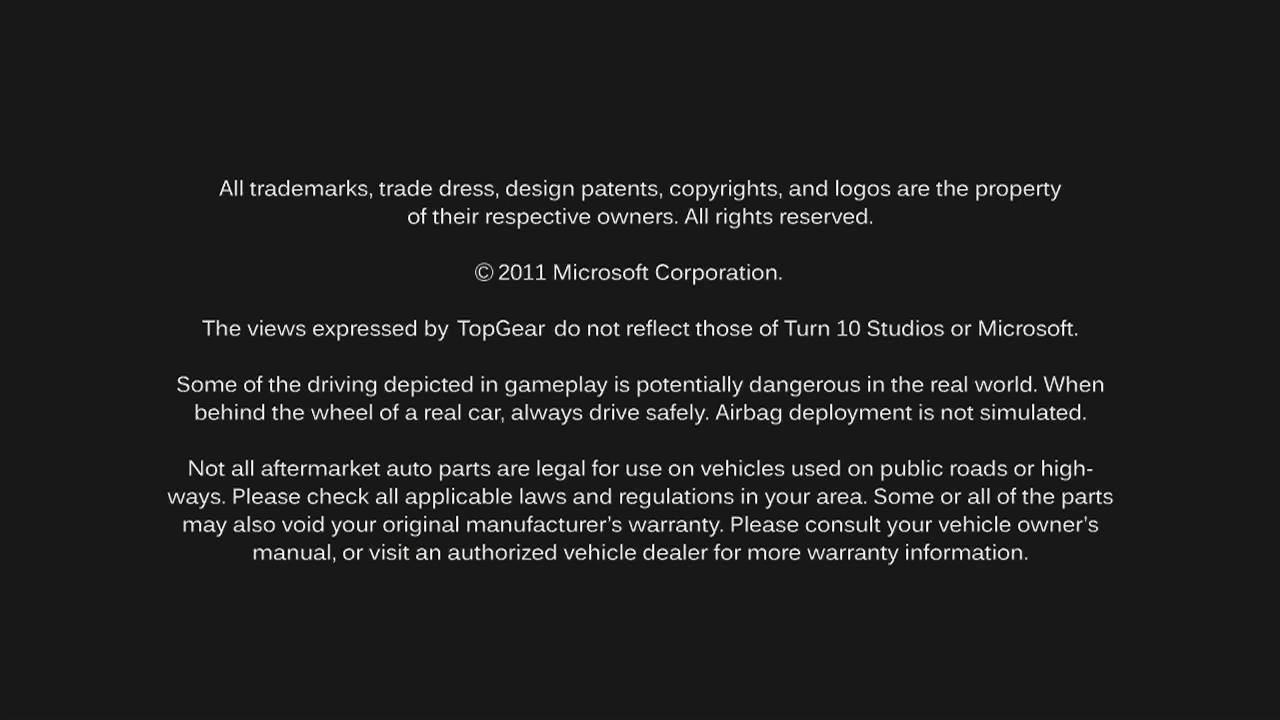 All trademarks, trade dress, design patents, copyrights, and logos are the property
of their respective owners. All rights reserved.
© 2011 Microsoft Corporation.
The views expressed by TopGear do not reflect those of Turn 10 Studios or Microsoft.
Some of the driving depicted in gameplay is potentially dangerous in the real world. When
behind the wheel of a real car, always drive safely. Airbag deployment is not simulated.
Not all aftermarket auto parts are legal for use on vehicles used on public roads or high-
ways. Please check all applicable laws and regulations in your area. Some or all of the parts
may also void your original manufacturer's warranty. Please consult your vehicle owner's
manual, or visit an authorized vehicle dealer for more warranty information.